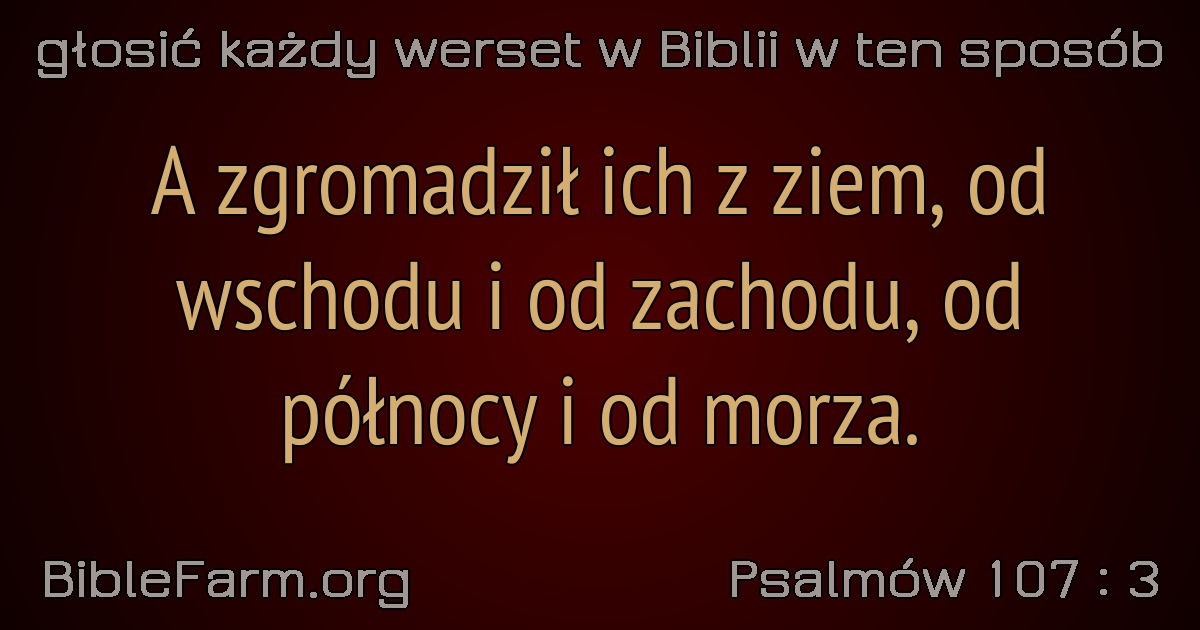 głosić każdy werset w Biblii w ten sposób
A zgromadził ich z ziem, od
wschodu i od zachodu, od
północy i od morza.
BibleFarm.org
Psalmów 107 : 3